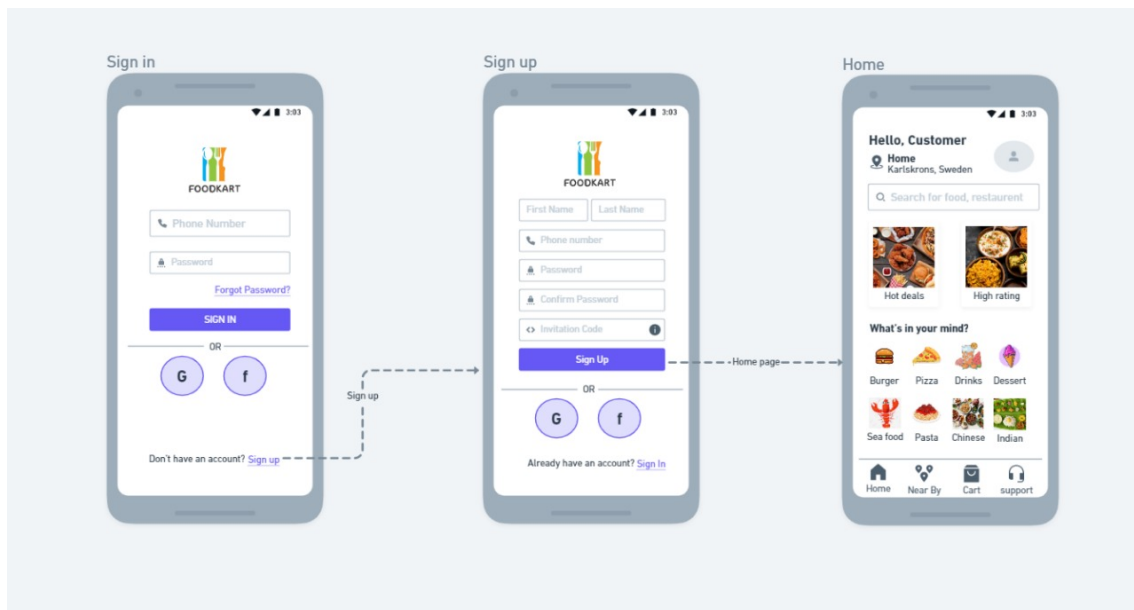 Sign in
3:03
FOODKART
Phone Number
Password
Forgot Password?
SIGN IN
OR
G f
Don't have an account? Sign up
Sign up
Sign up
3:03
FOODKART
First Name Last Name
Phone number
Password
Confirm Password
Invitation Code
Sign Up
OR
G f
Already have an account? Sign In
Home page
Home
3:03
Hello, Customer
Home
Karlskrons, Sweden
Search for food, restaurent
Hot deals High rating
What's in your mind?
Burger Pizza Drinks Dessert
Sea food Pasta Chinese Indian
Home Near By Cart support